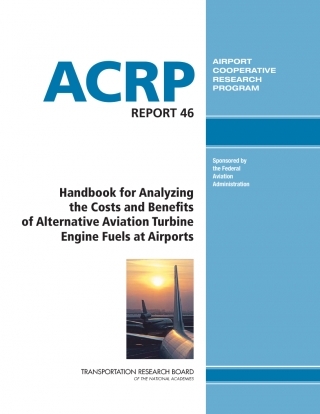 ACRP
REPORT 46
AIRPORT
COOPERATIVE
RESEARCH
PROGRAM
Sponsored by
the Federal
Aviation
Administration
Handbook for Analyzing
the Costs and Benefits
of Alternative Aviation Turbine
Engine Fuels at Airports
TRANSPORTATION RESEARCH BOARD
OF THE NATIONAL ACADEMIES